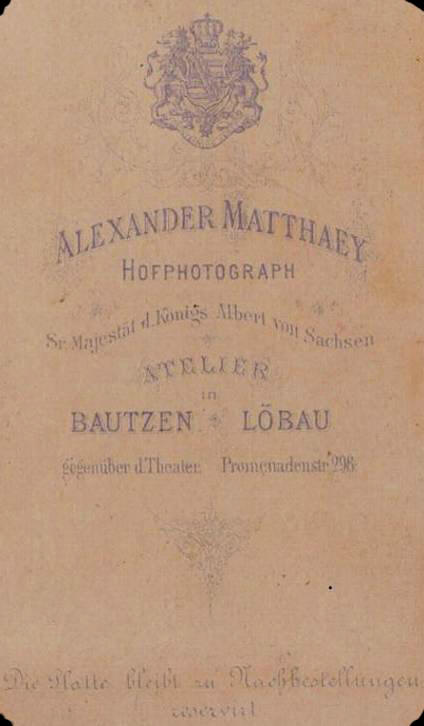 ALEXANDER MATTHAEY
HOFPHOTOGRAPH
Sr. Majestät d. Königs Albert von Sachsen
ATELIER
in
BAUTZEN LÖBAU
gegenüber d. Theater. Promenadenstr. 298.
Die Platte bleibt zu Nachbestellungen
reservirt